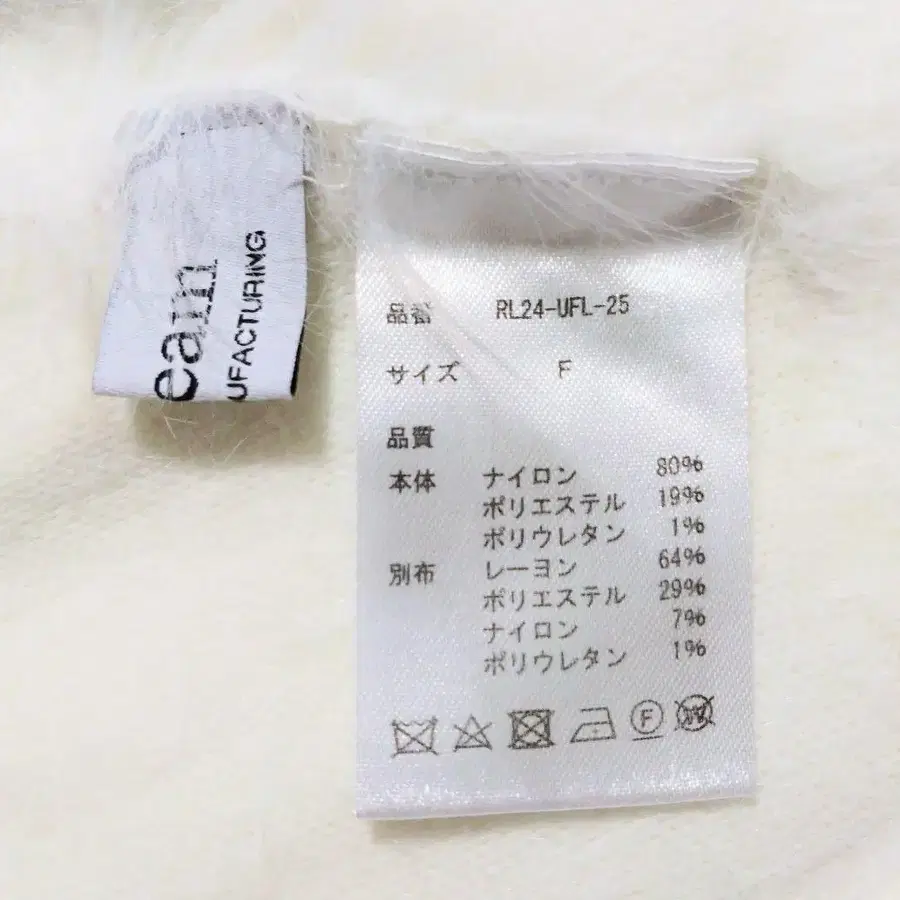 eam
UFACTURING
品番 RL24-UFL-25
サイズ F
品質
本体 ナイロン 80%
ポリエステル 19%
ポリウレタン 1%
別布 レーヨン 64%
ポリエステル 29%
ナイロン 7%
ポリウレタン 1%
F
W